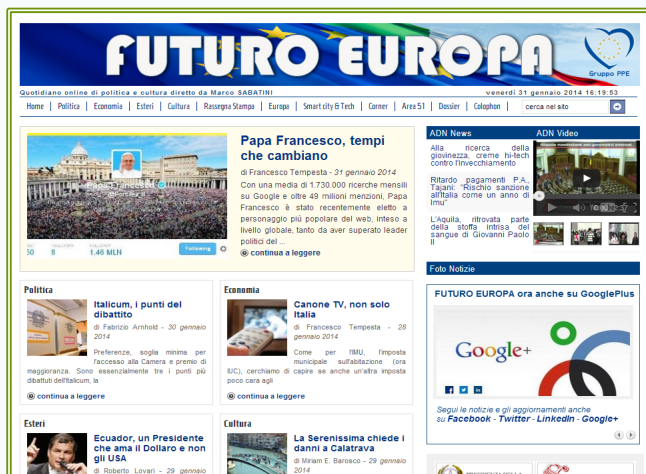 FUTURO EUROPA
Gruppo PPE
Quotidiano online di politica e cultura diretto da Marco SABATINI
venerdì 31 gennaio 2014 16:19:53
Home | Politica | Economia | Esteri | Cultura | Rassegna Stampa | Europa | Smart city & Tech | Corner | Area 51 | Dossier | Colophon |
cerca nel sito
Papa Francesco, tempi
che cambiano
di Francesco Tempesta - 31 gennaio 2014
Con una media di 1.730.000 ricerche mensili
su Google e oltre 49 milioni menzioni, Papa
Francesco è stato recentemente eletto a
personaggio più popolare del web, inteso a
livello globale, tanto da aver superato leader
politici del ...
continua a leggere
Papa Francesco
50 8 1,46 MLN
Following
ADN News
Alla ricerca della
giovinezza, creme hi-tech
contro l'invecchiamento
Ritardo pagamenti P.A.,
Tajani: "Rischio sanzione
all'Italia come un anno di
Imu"
L'Aquila, ritrovata parte
della stoffa intrisa del
sangue di Giovanni Paolo
II
ADN Video
Foto Notizie
FUTURO EUROPA ora anche su GooglePlus
Google+
Segui le notizie e gli aggiornamenti anche
su Facebook - Twitter - LinkedIn - Google+
Politica
Italicum, i punti del
dibattito
di Fabrizio Arnhold - 30 gennaio
2014
Preferenze, soglia minima per
l'accesso alla Camera e premio di
maggioranza. Sono essenzialmente tre i punti più
dibattuti dell'Italicum, la
continua a leggere
Economia
Canone TV, non solo
Italia
di Francesco Tempesta - 28
gennaio 2014
Come per l'IMU, l'imposta
municipale sull'abitazione (ora
IUC), cerchiamo di capire se anche un'altra imposta
poco cara agli
continua a leggere
Esteri
Ecuador, un Presidente
che ama il Dollaro e non
gli USA
di Roberto Lovari - 29 gennaio
Cultura
La Serenissima chiede i
danni a Calatrava
di Miriam E. Barosco - 29 gennaio
2014